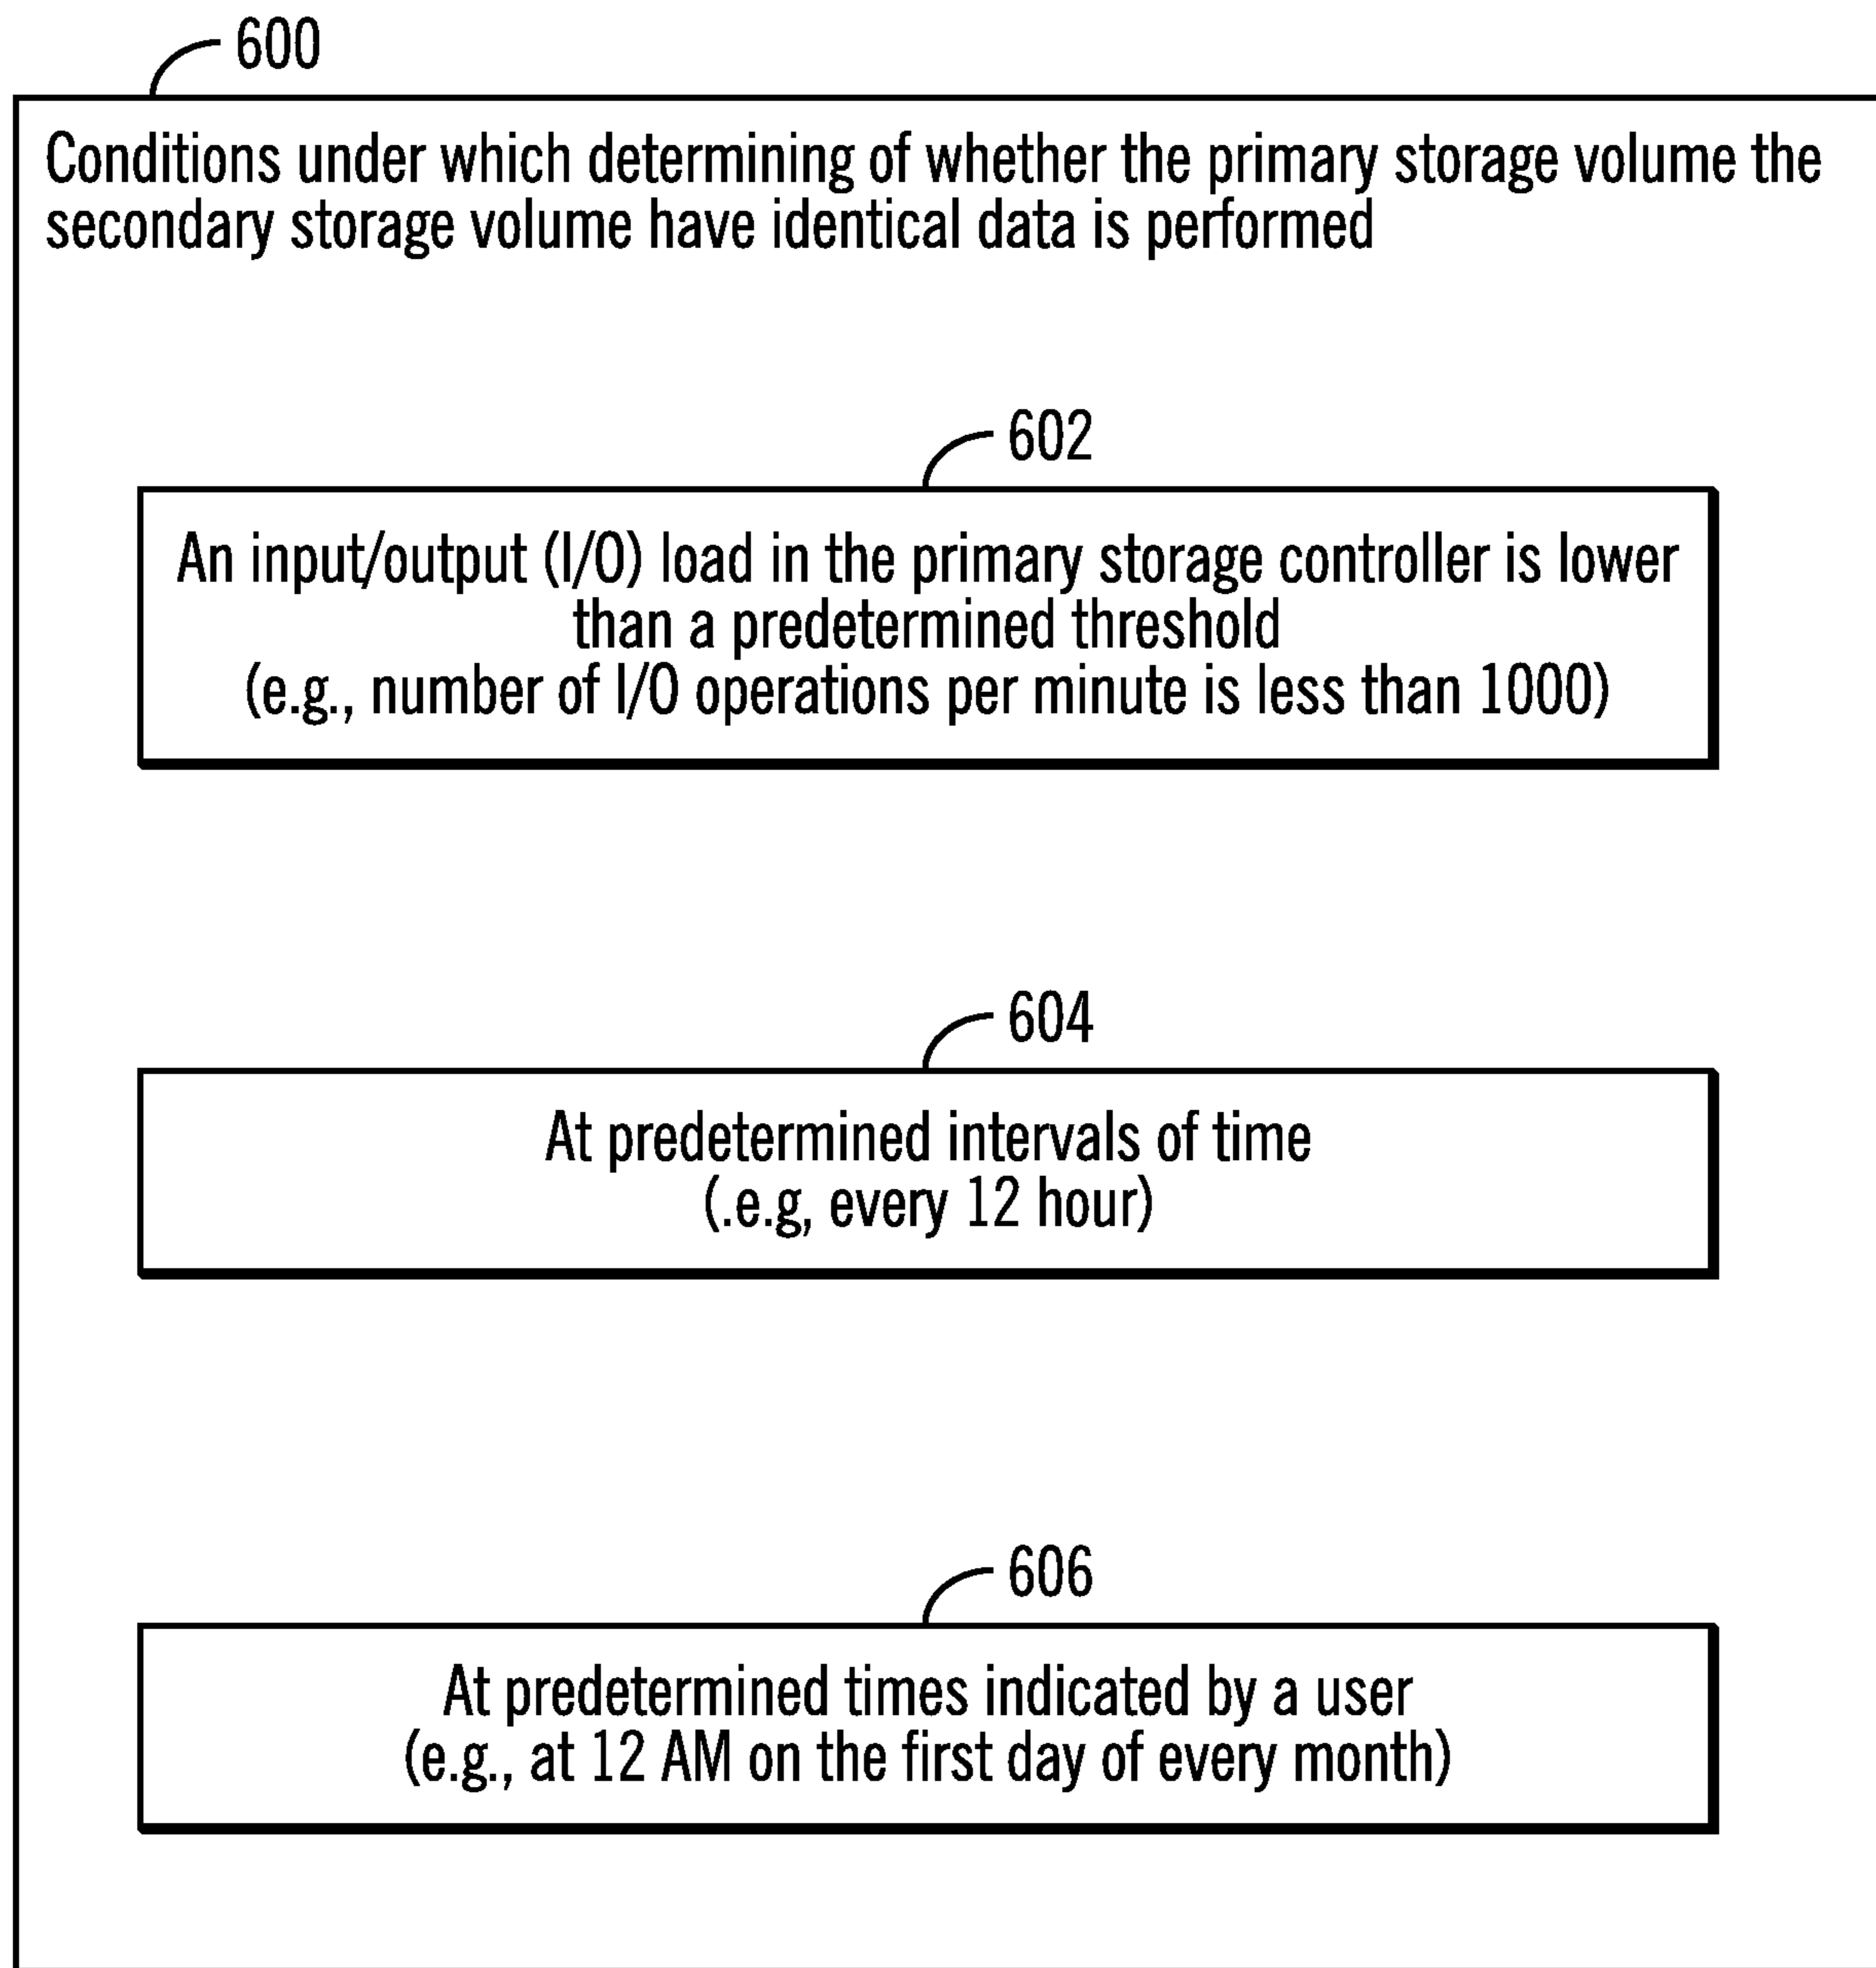 600
Conditions under which determining of whether the primary storage volume the
secondary storage volume have identical data is performed
602
An input/output (I/O) load in the primary storage controller is lower
than a predetermined threshold
(e.g., number of I/O operations per minute is less than 1000)
604
At predetermined intervals of time
(.e.g, every 12 hour)
606
At predetermined times indicated by a user
(e.g., at 12 AM on the first day of every month)